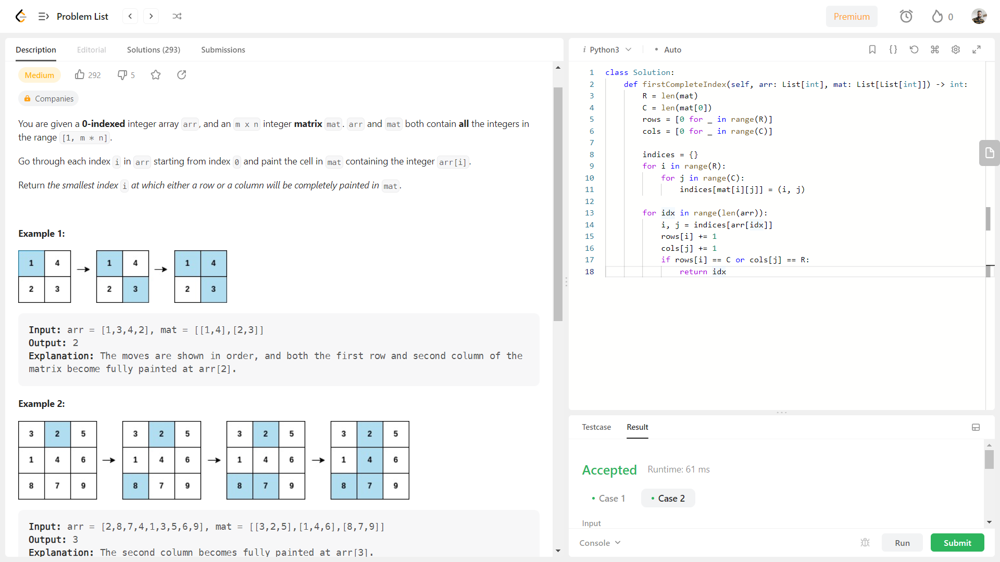 Problem List
Premium
0
Description
Editorial
Solutions (293)
Submissions
Medium
292
5
Companies
You are given a 0-indexed integer array arr, and an m x n integer matrix mat. arr and mat both contain all the integers in
the range [1, m * n].
Go through each index i in arr starting from index 0 and paint the cell in mat containing the integer arr[i].
Return the smallest index i at which either a row or a column will be completely painted in mat.
Example 1:
1 4 1 4 1 4
2 3 2 3 2 3
Input: arr = [1,3,4,2], mat = [[1,4],[2,3]]
Output: 2
Explanation: The moves are shown in order, and both the first row and second column of the
matrix become fully painted at arr[2].
Example 2:
3 2 5 3 2 5 3 2 5 3 2 5
1 4 6 1 4 6 1 4 6 1 4 6
8 7 9 8 7 9 8 7 9 8 7 9
Input: arr = [2,8,7,4,1,3,5,6,9], mat = [[3,2,5],[1,4,6],[8,7,9]]
Output: 3
Explanation: The second column becomes fully painted at arr[3].
i Python3
• Auto
1 class Solution:
2     def firstCompleteIndex(self, arr: List[int], mat: List[List[int]]) -> int:
3         R = len(mat)
4         C = len(mat[0])
5         rows = [0 for _ in range(R)]
6         cols = [0 for _ in range(C)]
7
8         indices = {}
9         for i in range(R):
10             for j in range(C):
11                 indices[mat[i][j]] = (i, j)
12
13         for idx in range(len(arr)):
14             i, j = indices[arr[idx]]
15             rows[i] += 1
16             cols[j] += 1
17             if rows[i] == C or cols[j] == R:
18                 return idx
Testcase
Result
Accepted
Runtime: 61 ms
• Case 1
• Case 2
Input
Console
Run
Submit